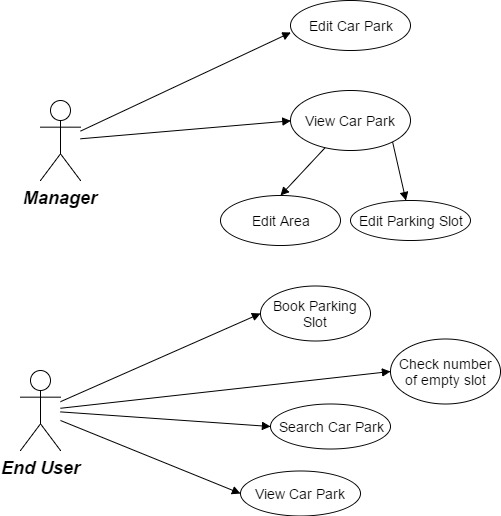 Edit Car Park
View Car Park
Manager
Edit Area
Edit Parking Slot
Book Parking
Slot
Check number
of empty slot
Search Car Park
End User
View Car Park